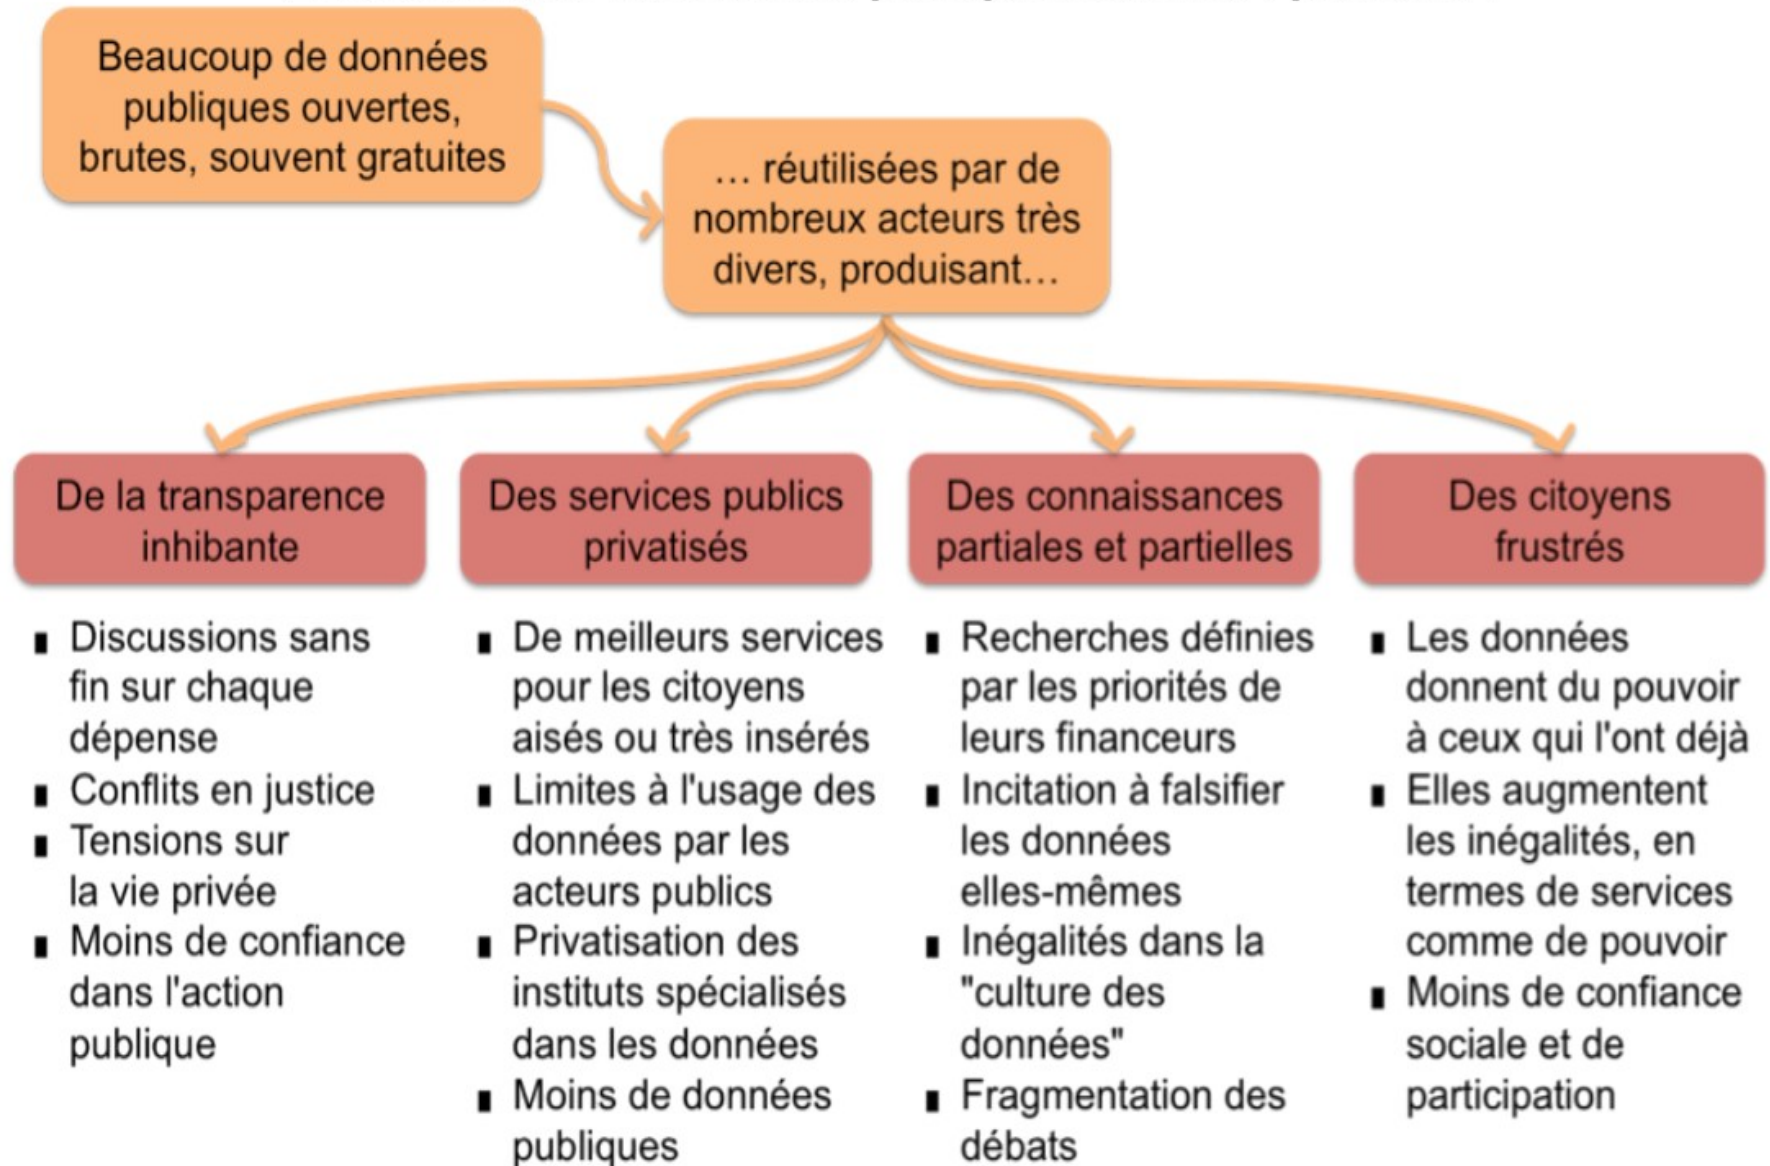 Beaucoup de données
publiques ouvertes,
brutes, souvent gratuites
… réutilisées par de
nombreux acteurs très
divers, produisant…
De la transparence
inhibante
Discussions sans
fin sur chaque
dépense
Conflits en justice
Tensions sur
la vie privée
Moins de confiance
dans l'action
publique
Des services publics
privatisés
De meilleurs services
pour les citoyens
aisés ou très insérés
Limites à l'usage des
données par les
acteurs publics
Privatisation des
instituts spécialisés
dans les données
Moins de données
publiques
Des connaissances
partiales et partielles
Recherches définies
par les priorités de
leurs financeurs
Incitation à falsifier
les données
elles-mêmes
Inégalités dans la
"culture des
données"
Fragmentation des
débats
Des citoyens
frustrés
Les données
donnent du pouvoir
à ceux qui l'ont déjà
Elles augmentent
les inégalités, en
termes de services
comme de pouvoir
Moins de confiance
sociale et de
participation